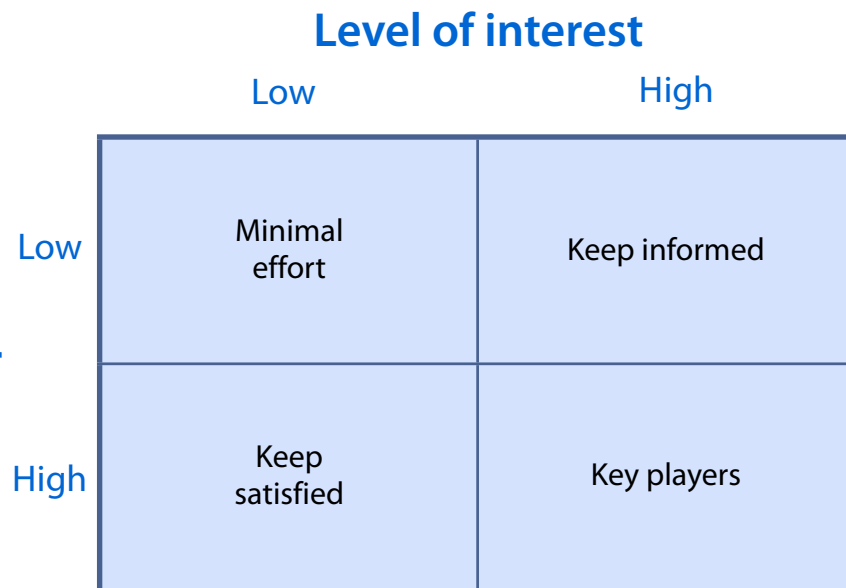 Level of interest
Low
High
Low
Minimal
effort
Keep informed
High
Keep
satisfied
Key players